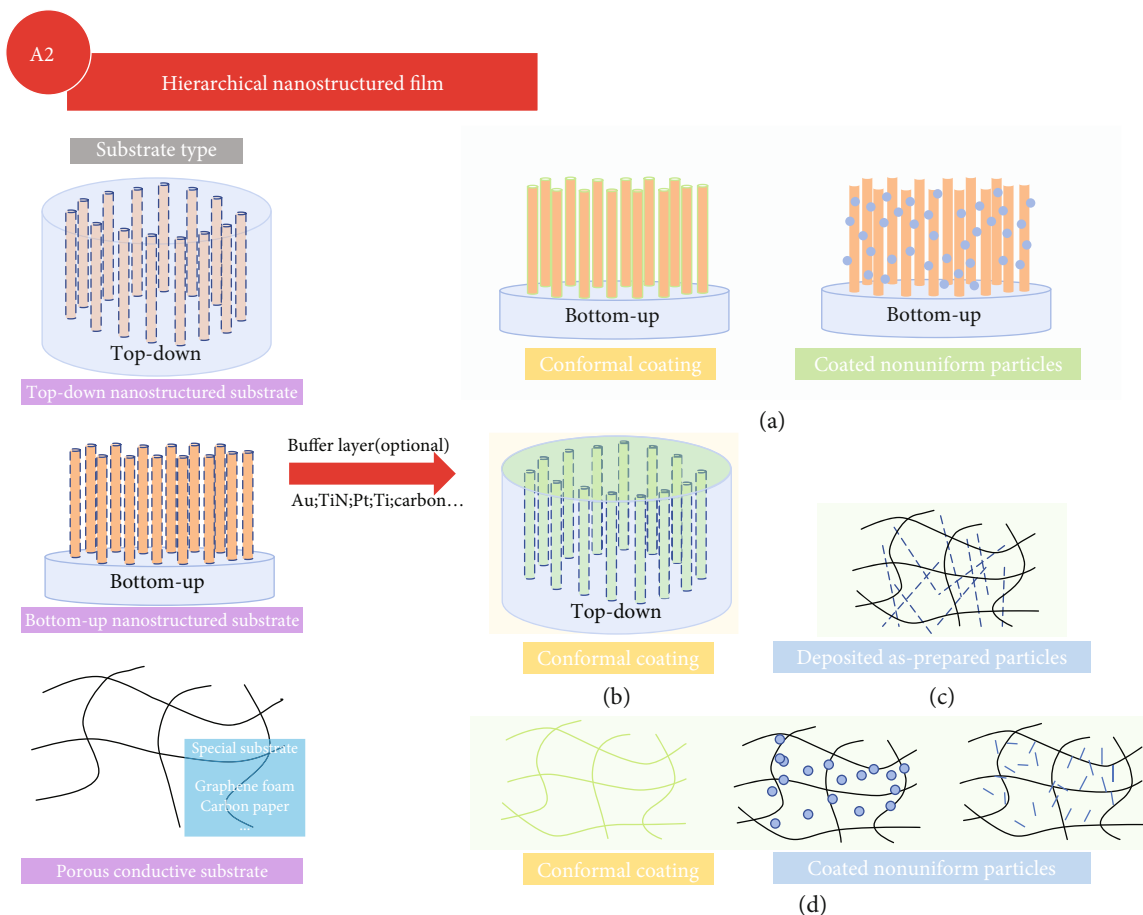 A2
Hierarchical nanostructured film
Substrate type
Top-down
Top-down nanostructured substrate
Bottom-up
Bottom-up nanostructured substrate
Special substrate
Graphene foam
Carbon paper
...
Porous conductive substrate
Buffer layer(optional)
Au;TiN;Pt;Ti;carbon...
Bottom-up
Conformal coating
Bottom-up
Coated nonuniform particles
(a)
Top-down
Conformal coating
(b)
Deposited as-prepared particles
(c)
Conformal coating
Coated nonuniform particles
(d)